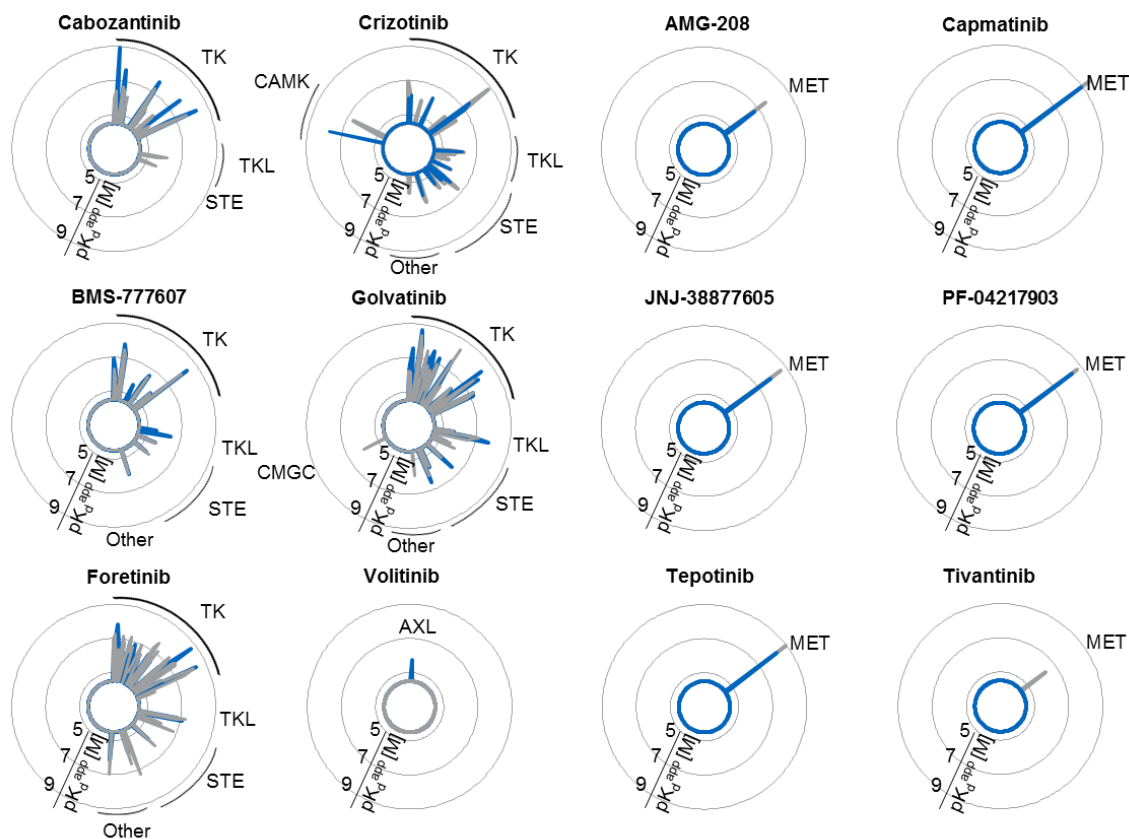 Cabozantinib
TK
TKL
STE
5
7
9
pKd app [M]
Crizotinib
CAMK
TK
TKL
STE
Other
5
7
9
pKd app [M]
AMG-208
MET
5
7
9
pKd app [M]
Capmatinib
MET
5
7
9
pKd app [M]
BMS-777607
TK
TKL
STE
Other
5
7
9
pKd app [M]
Golvatinib
TK
TKL
STE
Other
CMGC
5
7
9
pKd app [M]
JNJ-38877605
MET
5
7
9
pKd app [M]
PF-04217903
MET
5
7
9
pKd app [M]
Foretinib
TK
TKL
STE
Other
5
7
9
pKd app [M]
Volitinib
AXL
5
7
9
pKd app [M]
Tepotinib
MET
5
7
9
pKd app [M]
Tivantinib
MET
5
7
9
pKd app [M]